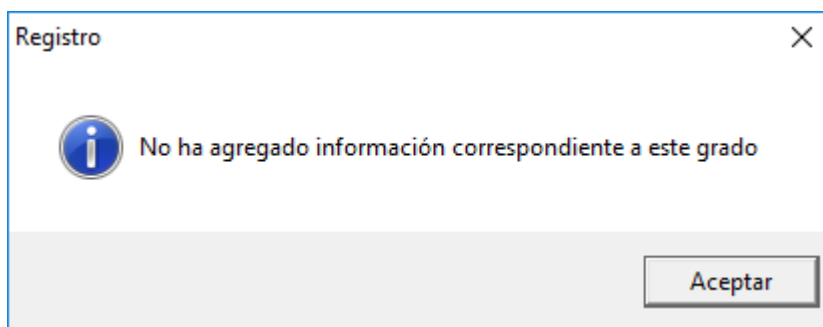 Registro
No ha agregado información correspondiente a este grado
Aceptar